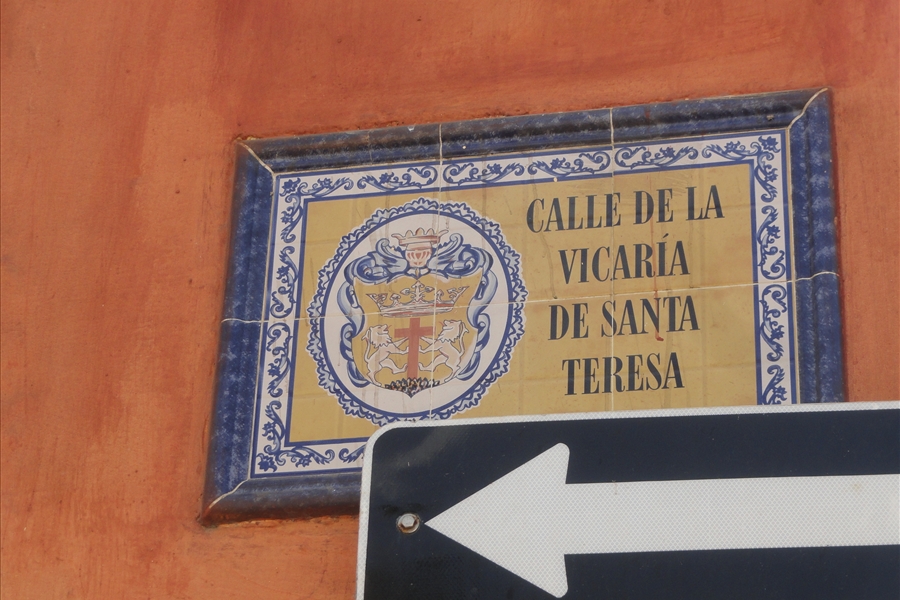 CALLE DE LA
VICARÍA
DE SANTA
TERESA